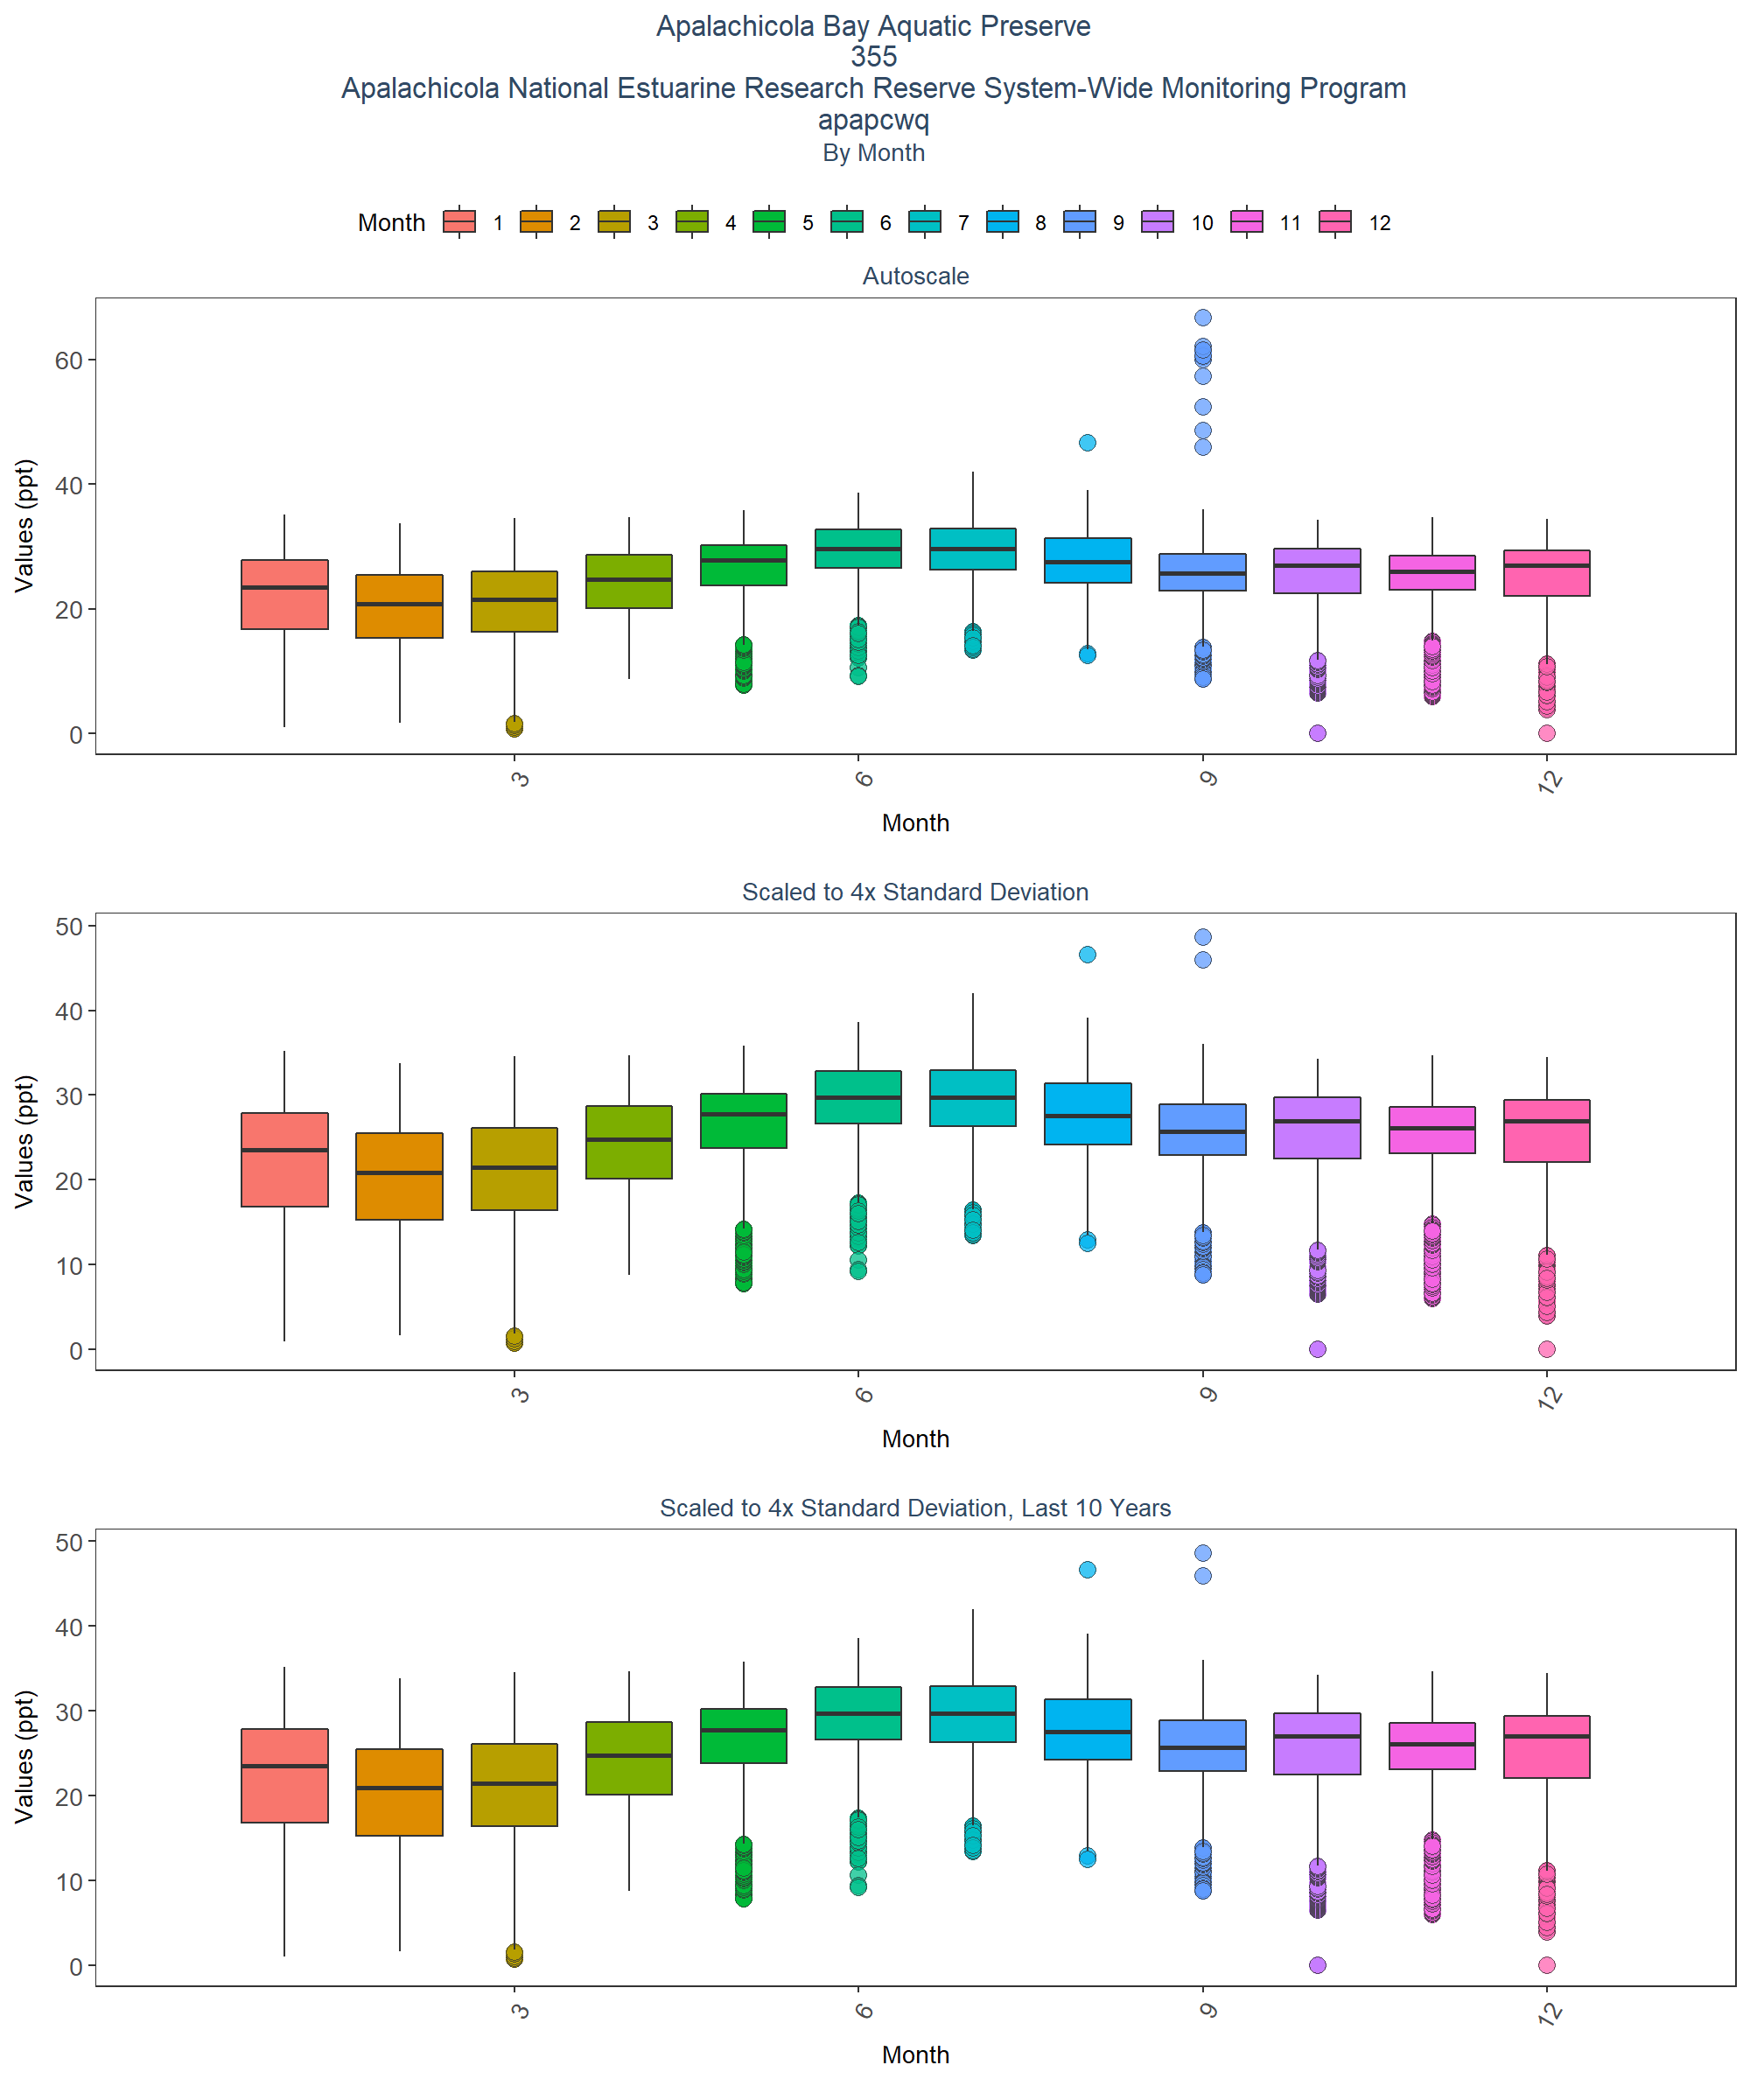 Apalachicola Bay Aquatic Preserve
355
Apalachicola National Estuarine Research Reserve System-Wide Monitoring Program
apapcwq
By Month
Month 1 2 3 4 5 6 7 8 9 10 11 12
Autoscale
Values (ppt)
60
40
20
0
3 6 9 12
Month
Scaled to 4x Standard Deviation
Values (ppt)
50
40
30
20
10
0
3 6 9 12
Month
Scaled to 4x Standard Deviation, Last 10 Years
Values (ppt)
50
40
30
20
10
0
3 6 9 12
Month